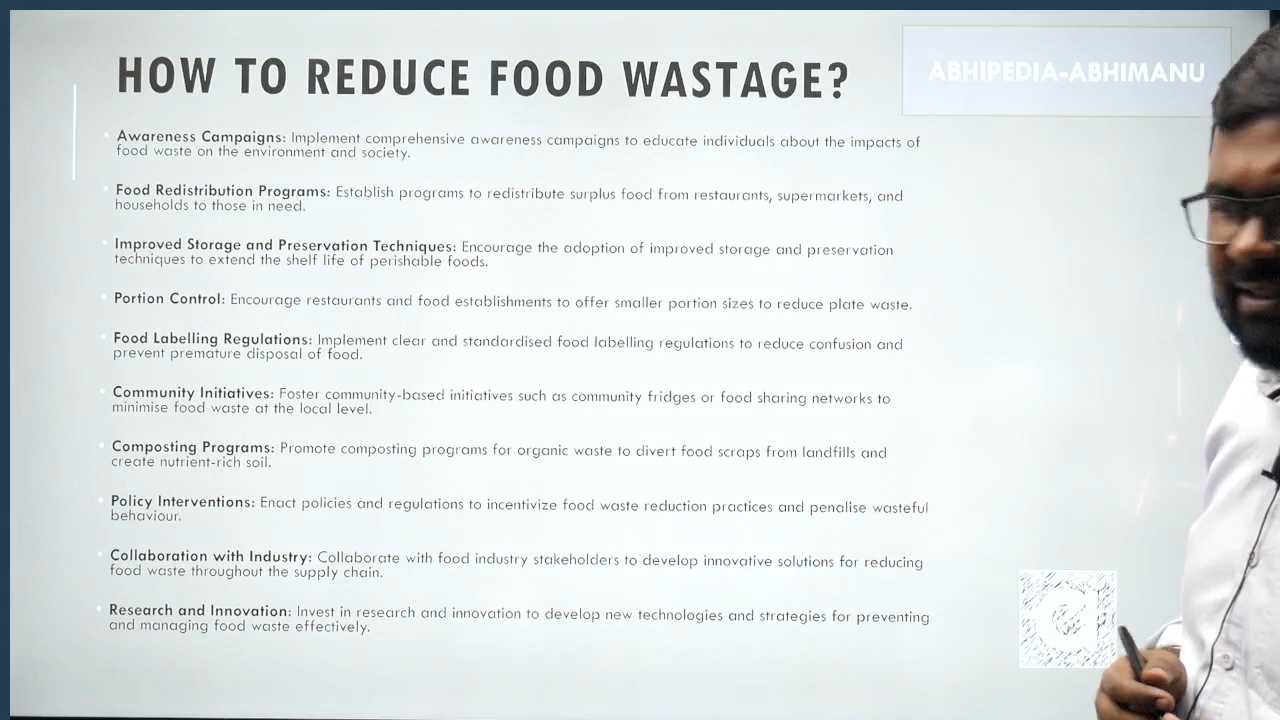 HOW TO REDUCE FOOD WASTAGE?
ABHIPEDIA-ABHIMANU
Awareness Campaigns: Implement comprehensive awareness campaigns to educate individuals about the impacts of
food waste on the environment and society.
Food Redistribution Programs: Establish programs to redistribute surplus food from restaurants, supermarkets, and
households to those in need.
Improved Storage and Preservation Techniques: Encourage the adoption of improved storage and preservation
techniques to extend the shelf life of perishable foods.
Portion Control: Encourage restaurants and food establishments to offer smaller portion sizes to reduce plate waste.
Food Labelling Regulations: Implement clear and standardised food labelling regulations to reduce confusion and
prevent premature disposal of food.
Community Initiatives: Foster community-based initiatives such as community fridges or food sharing networks to
minimise food waste at the local level.
Composting Programs: Promote composting programs for organic waste to divert food scraps from landfills and
create nutrient-rich soil.
Policy Interventions: Enact policies and regulations to incentivize food waste reduction practices and penalise wasteful
behaviour.
Collaboration with Industry: Collaborate with food industry stakeholders to develop innovative solutions for reducing
food waste throughout the supply chain.
Research and Innovation: Invest in research and innovation to develop new technologies and strategies for preventing
and managing food waste effectively.